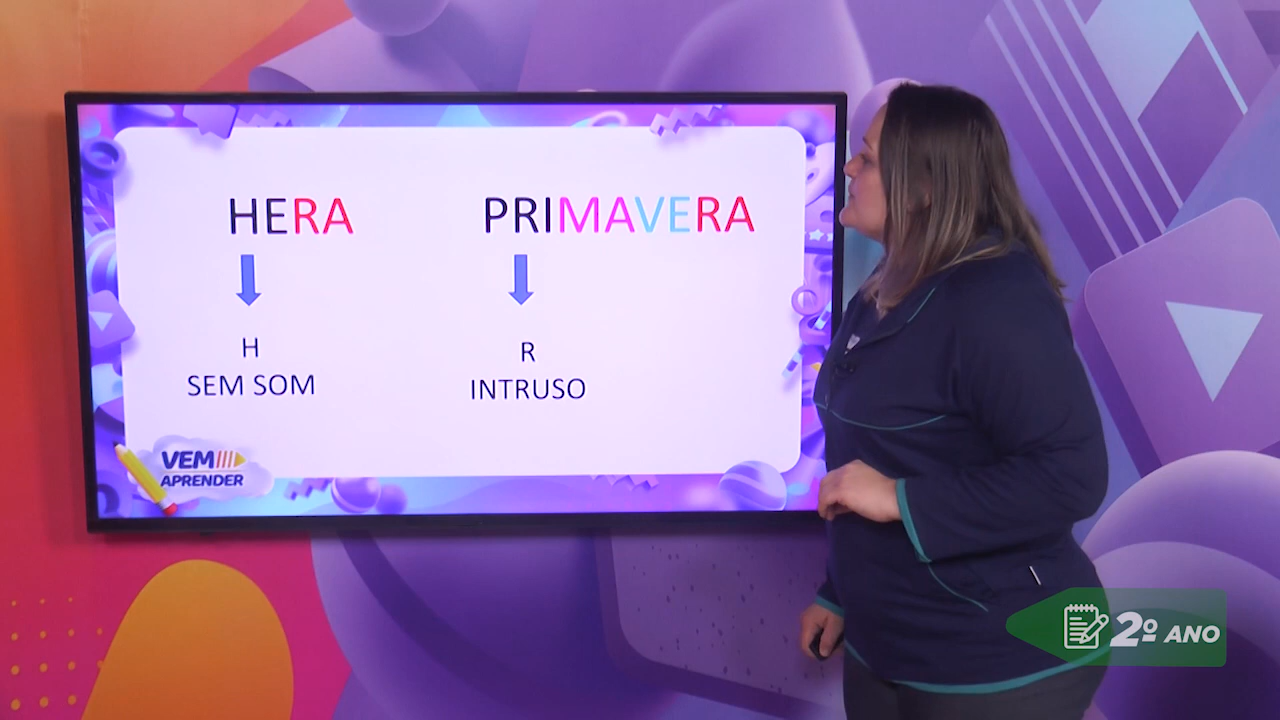 HERA
PRIMAVERA
H
SEM SOM
R
INTRUSO
VEM
APRENDER
2º ANO